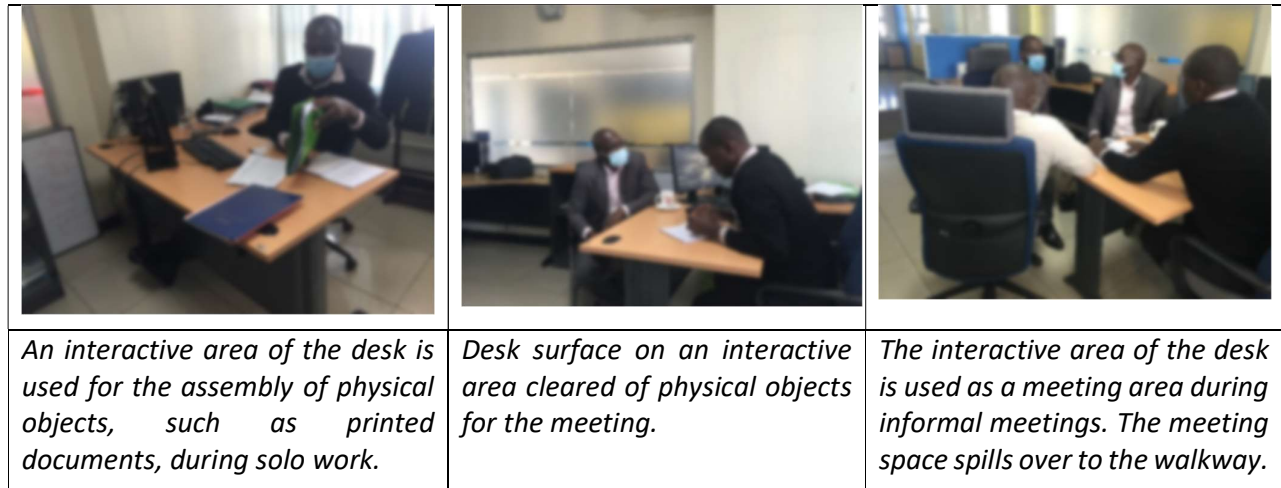 An interactive area of the desk is
used for the assembly of physical
objects, such as printed
documents, during solo work.
Desk surface on an interactive
area cleared of physical objects
for the meeting.
The interactive area of the desk
is used as a meeting area during
informal meetings. The meeting
space spills over to the walkway.